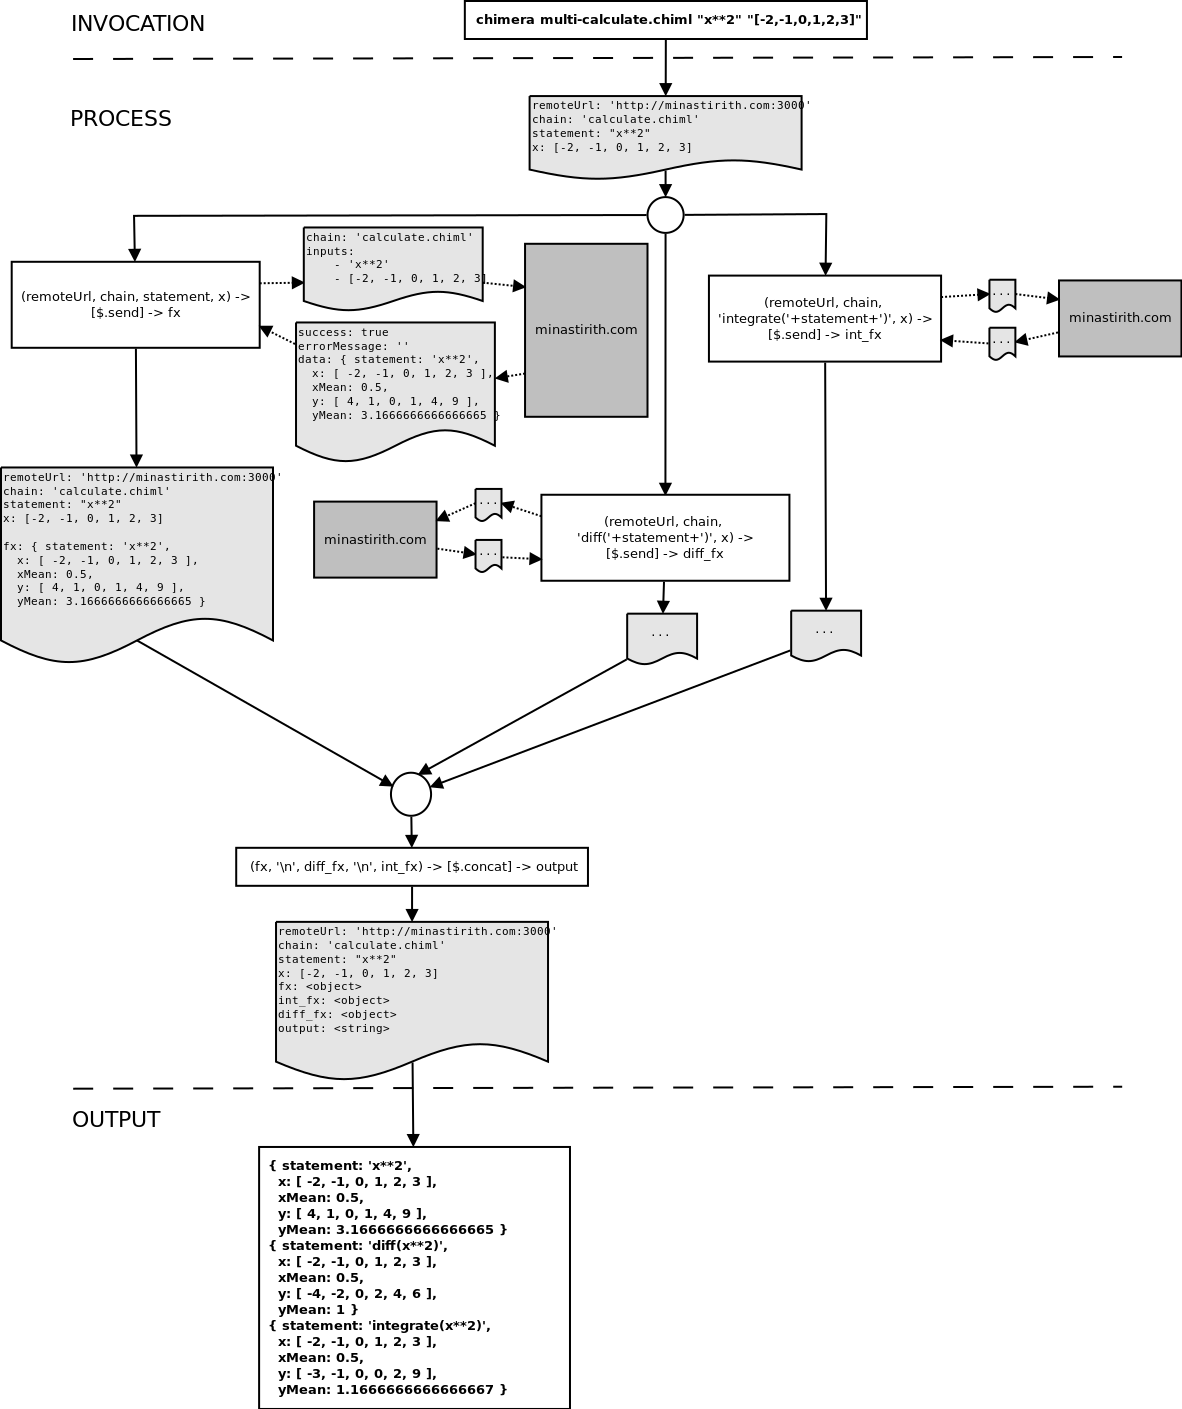 INVOCATION
chimera multi-calculate.chiml "x**2" "[-2,-1,0,1,2,3]"
PROCESS
remoteUrl: 'http://minastirith.com:3000'
chain: 'calculate.chiml'
statement: "x**2"
x: [-2, -1, 0, 1, 2, 3]
(remoteUrl, chain, statement, x) ->
[$.send] -> fx
chain: 'calculate.chiml'
inputs:
- 'x**2'
- [-2, -1, 0, 1, 2, 3]
success: true
errorMessage: ''
data: { statement: 'x**2',
x: [ -2, -1, 0, 1, 2, 3 ],
xMean: 0.5,
y: [ 4, 1, 0, 1, 4, 9 ],
yMean: 3.1666666666666665 }
minastirith.com
(remoteUrl, chain,
'integrate('+statement+')', x) ->
[$.send] -> int_fx
...
...
minastirith.com
remoteUrl: 'http://minastirith.com:3000'
chain: 'calculate.chiml'
statement: "x**2"
x: [-2, -1, 0, 1, 2, 3]
fx: { statement: 'x**2',
x: [ -2, -1, 0, 1, 2, 3 ],
xMean: 0.5,
y: [ 4, 1, 0, 1, 4, 9 ],
yMean: 3.1666666666666665 }
minastirith.com
...
...
(remoteUrl, chain,
'diff('+statement+')', x) ->
[$.send] -> diff_fx
...
...
(fx, '\n', diff_fx, '\n', int_fx) -> [$.concat] -> output
remoteUrl: 'http://minastirith.com:3000'
chain: 'calculate.chiml'
statement: "x**2"
x: [-2, -1, 0, 1, 2, 3]
fx: <object>
int_fx: <object>
diff_fx: <object>
output: <string>
OUTPUT
{ statement: 'x**2',
x: [ -2, -1, 0, 1, 2, 3 ],
xMean: 0.5,
y: [ 4, 1, 0, 1, 4, 9 ],
yMean: 3.1666666666666665 }
{ statement: 'diff(x**2)',
x: [ -2, -1, 0, 1, 2, 3 ],
xMean: 0.5,
y: [ -4, -2, 0, 2, 4, 6 ],
yMean: 1 }
{ statement: 'integrate(x**2)',
x: [ -2, -1, 0, 1, 2, 3 ],
xMean: 0.5,
y: [ -3, -1, 0, 0, 2, 9 ],
yMean: 1.1666666666666667 }